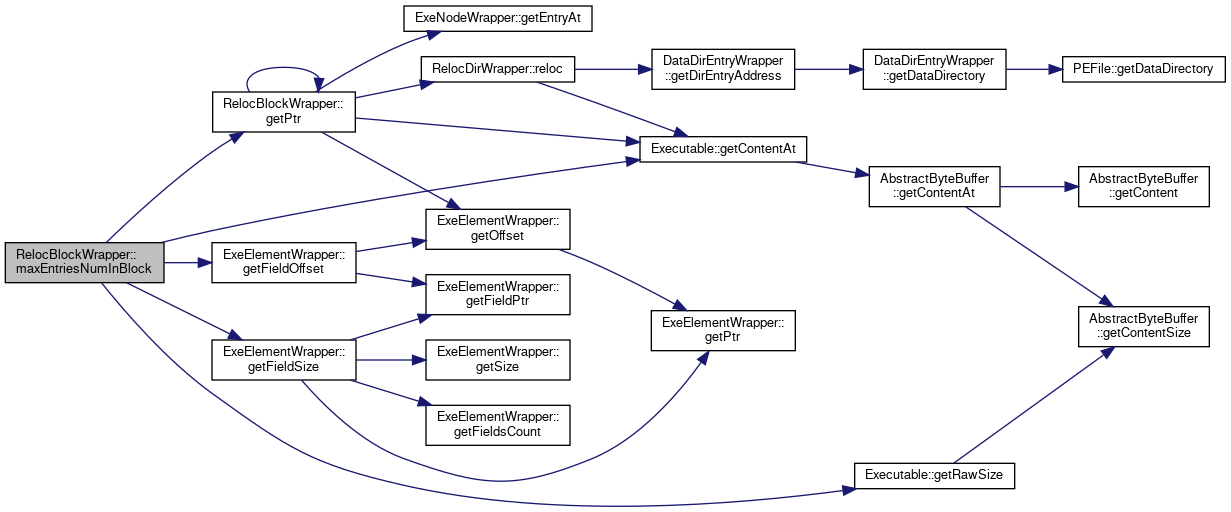 ExeNodeWrapper::getEntryAt
RelocDirWrapper::reloc
DataDirEntryWrapper
::getDirEntryAddress
DataDirEntryWrapper
::getDataDirectory
PEFile::getDataDirectory
RelocBlockWrapper::
getPtr
Executable::getContentAt
AbstractByteBuffer
::getContentAt
AbstractByteBuffer
::getContent
ExeElementWrapper::
getOffset
RelocBlockWrapper::
maxEntriesNumInBlock
ExeElementWrapper::
getFieldOffset
ExeElementWrapper::
getFieldPtr
ExeElementWrapper::
getPtr
AbstractByteBuffer
::getContentSize
ExeElementWrapper::
getFieldSize
ExeElementWrapper::
getSize
ExeElementWrapper::
getFieldsCount
Executable::getRawSize